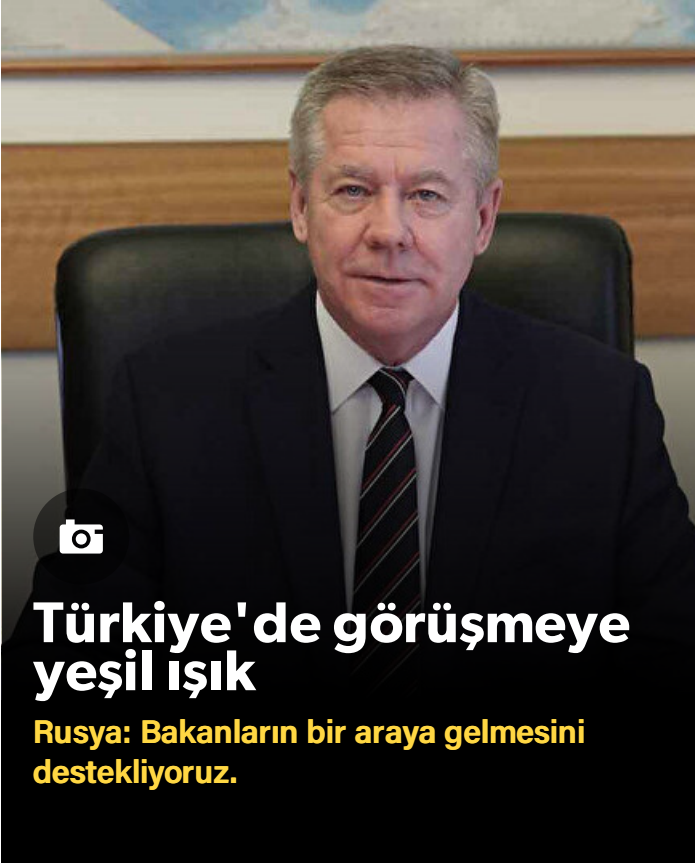 Türkiye'de görüşmeye
yeşil ışık
Rusya: Bakanların bir araya gelmesini
destekliyoruz.